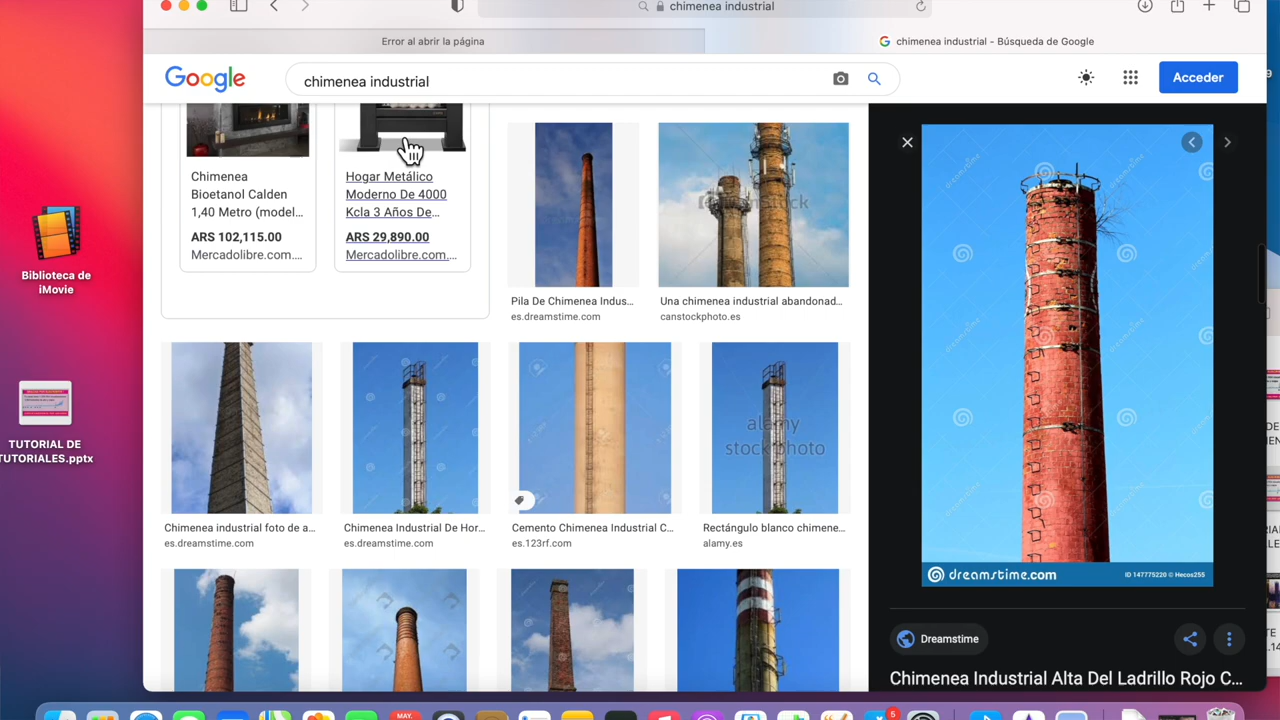 chimenea industrial
Error al abrir la página
chimenea industrial - Búsqueda de Google
Google
chimenea industrial
Acceder
Chimenea
Bioetanol Calden
1,40 Metro (model...
ARS 102,115.00
Mercadolibre.com....
Hogar Metálico
Moderno De 4000
Kcla 3 Años De...
ARS 29,890.00
Mercadolibre.com....
Pila De Chimenea Indus...
es.dreamstime.com
Una chimenea industrial abandonad...
canstockphoto.es
Chimenea industrial foto de a...
es.dreamstime.com
Chimenea Industrial De Hor...
es.dreamstime.com
Cemento Chimenea Industrial C...
es.123rf.com
alamy
stock photo
Rectángulo blanco chimene...
alamy.es
dreamstime.com
ID 147775220 © Hecos255
Dreamstime
Chimenea Industrial Alta Del Ladrillo Rojo C...
Biblioteca de
iMovie
TUTORIAL DE
TUTORIALES.pptx
MAY.
5